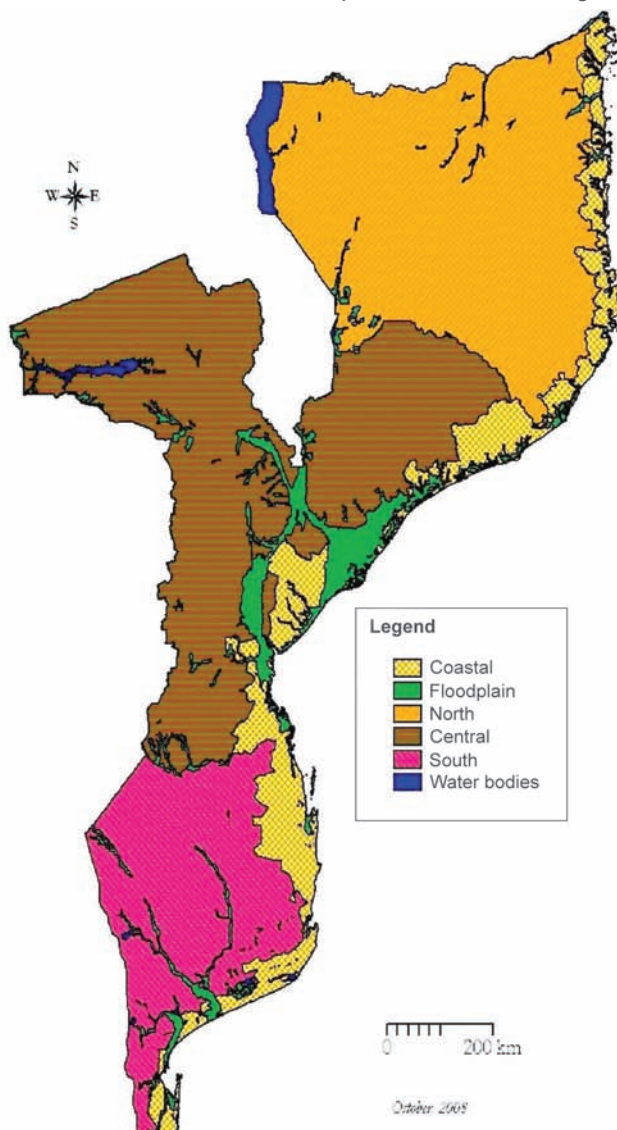 N
W E
S
Legend
Coastal
Floodplain
North
Central
South
Water bodies
0 200 km
October 2008